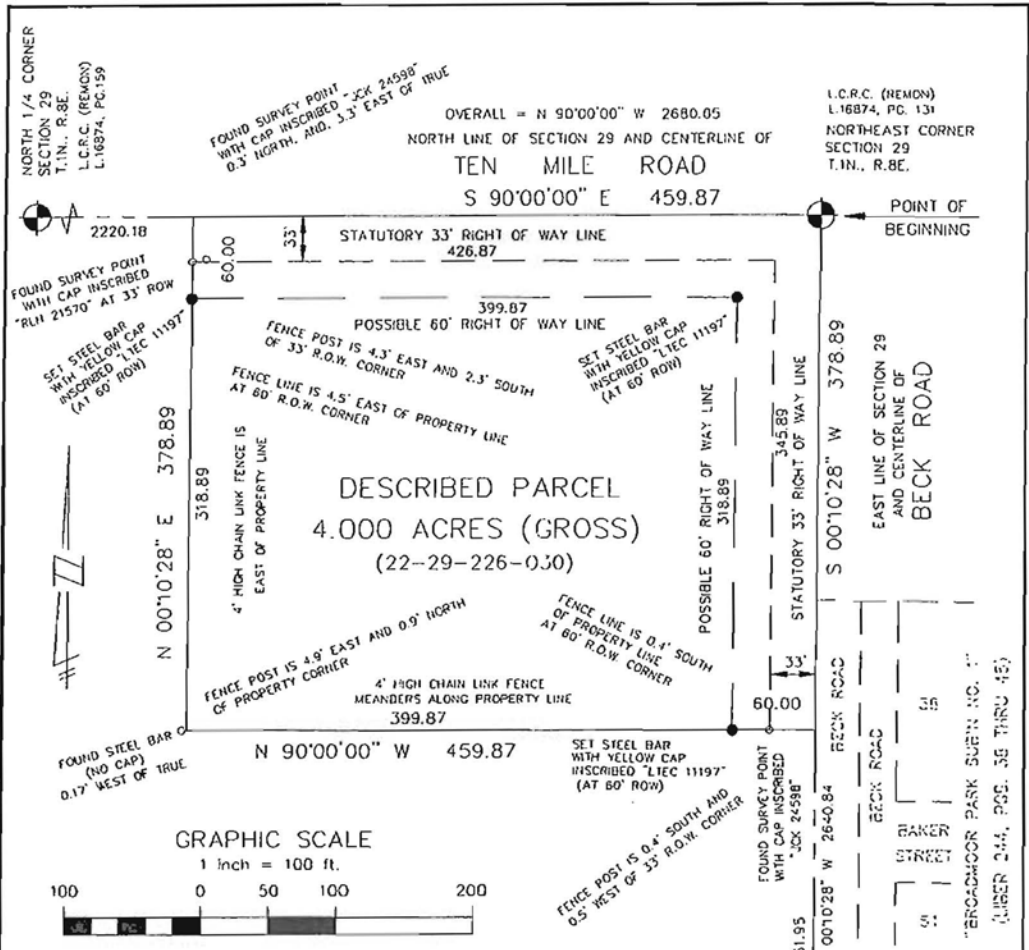 NORTH 1/4 CORNER
SECTION 29
T.1N., R.8E.
L.C.R.C. (REMON)
L.16874, PG.159
FOUND SURVEY POINT
WITH CAP INSCRIBED "JCK 24598"
0.3' NORTH, AND, 3.3' EAST OF TRUE
OVERALL = N 90°00'00" W 2680.05
NORTH LINE OF SECTION 29 AND CENTERLINE OF
TEN MILE ROAD
S 90°00'00" E 459.87
L.C.R.C. (REMON)
L.16874, PG. 131
NORTHEAST CORNER
SECTION 29
T.1N., R.8E.
POINT OF
BEGINNING
2220.18
33'
60.00
STATUTORY 33' RIGHT OF WAY LINE
426.87
FOUND SURVEY POINT
WITH CAP INSCRIBED
"RLN 21570" AT 33' ROW
399.87
POSSIBLE 60' RIGHT OF WAY LINE
SET STEEL BAR
WITH YELLOW CAP
INSCRIBED "LTEC 11197"
(AT 60' ROW)
FENCE POST IS 4.3' EAST AND 2.3' SOUTH
OF 33' R.O.W. CORNER
SET STEEL BAR
WITH YELLOW CAP
INSCRIBED "LTEC 11197"
(AT 60' ROW)
FENCE LINE IS 4.5' EAST OF PROPERTY LINE
AT 60' R.O.W. CORNER
N 00°10'28" E 378.89
318.89
4' HIGH CHAIN LINK FENCE IS
EAST OF PROPERTY LINE
DESCRIBED PARCEL
4.000 ACRES (GROSS)
(22-29-226-030)
POSSIBLE 60' RIGHT OF WAY LINE
318.89
345.89
STATUTORY 33' RIGHT OF WAY LINE
S 00°10'28" W 378.89
EAST LINE OF SECTION 29
AND CENTERLINE OF
BECK ROAD
FENCE POST IS 4.9' EAST AND 0.9' NORTH
OF PROPERTY CORNER
FENCE LINE IS 0.4' SOUTH
OF PROPERTY LINE
AT 60' R.O.W. CORNER
4' HIGH CHAIN LINK FENCE
MEANDERS ALONG PROPERTY LINE
399.87
33'
60.00
FOUND STEEL BAR
(NO CAP)
0.17' WEST OF TRUE
N 90°00'00" W 459.87
SET STEEL BAR
WITH YELLOW CAP
INSCRIBED "LTEC 11197"
(AT 60' ROW)
FENCE POST IS 0.4' SOUTH AND
0.5' WEST OF 33' R.O.W. CORNER
FOUND SURVEY POINT
WITH CAP INSCRIBED
"JCK 24598"
00°10'28" W 2640.84
BECK ROAD
BECK ROAD
BAKER
STREET
"BROADMOOR PARK SUB'N NO. 1"
GRAPHIC SCALE
1 inch = 100 ft.
100 0 50 100 200